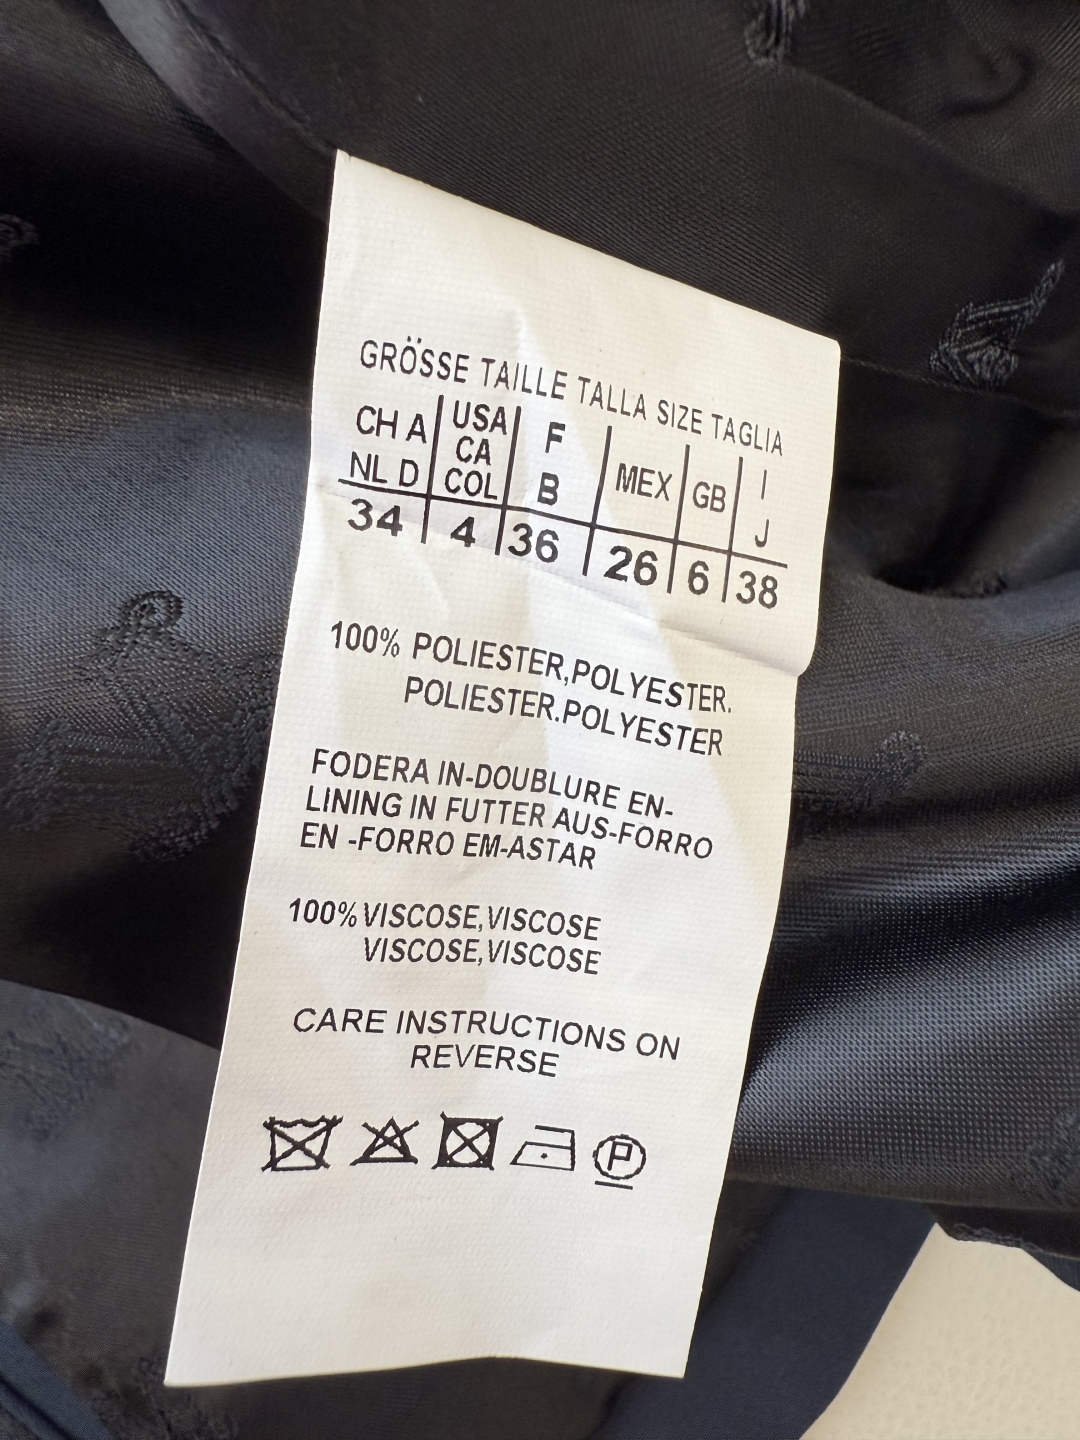 GRÖSSE TAILLE TALLA SIZE TAGLIA
CH A USA F MEX GB I
NL D CA B J
COL
34 4 36 26 6 38
100% POLIESTER,POLYESTER.
POLIESTER.POLYESTER
FODERA IN-DOUBLURE EN-
LINING IN FUTTER AUS-FORRO
EN -FORRO EM-ASTAR
100% VISCOSE,VISCOSE
VISCOSE,VISCOSE
CARE INSTRUCTIONS ON
REVERSE
P